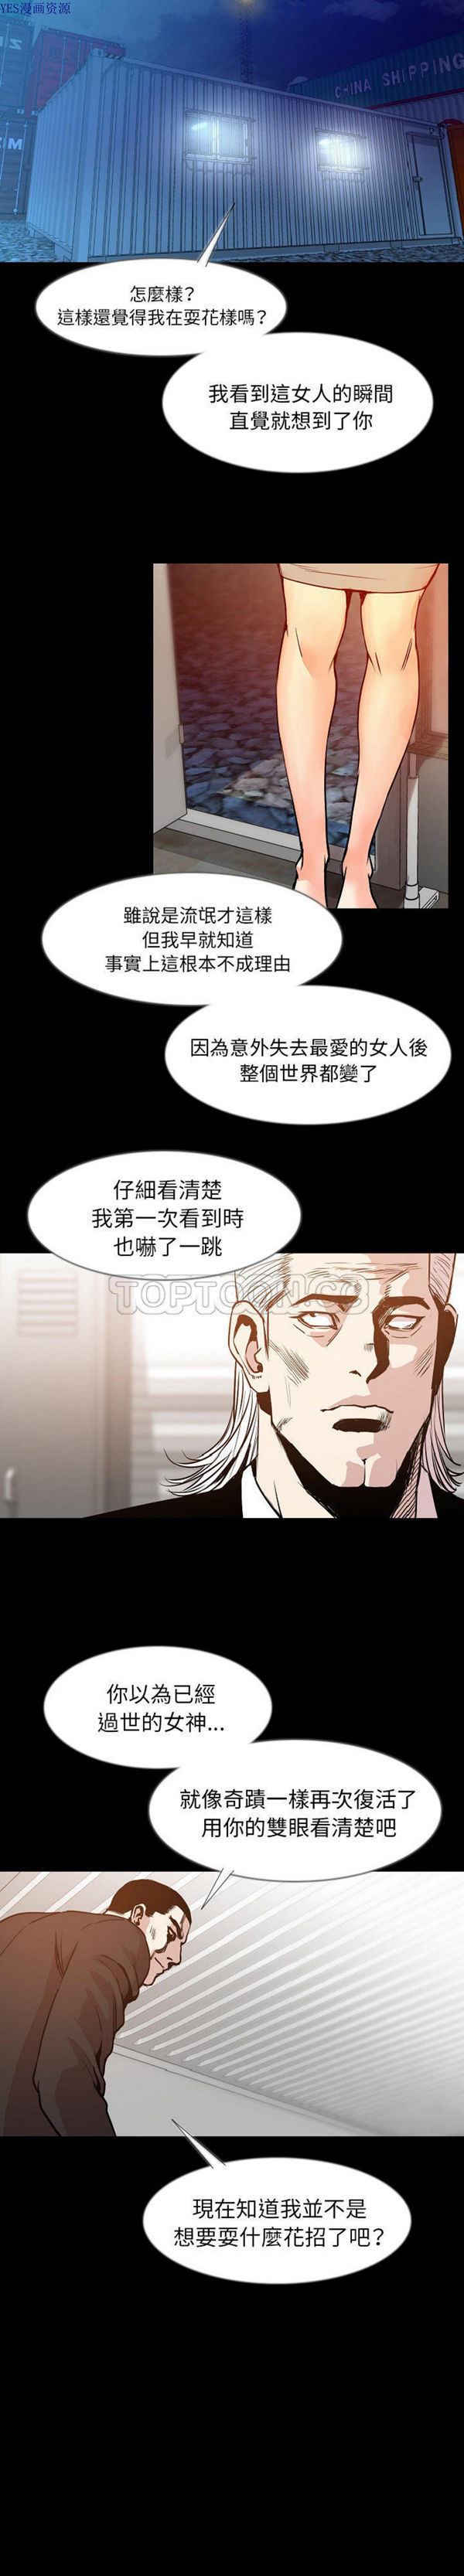 YES漫画资源
CHINA SHIPPING
怎麼樣？
這樣還覺得我在耍花樣嗎？
我看到這女人的瞬間
直覺就想到了你
雖說是流氓才這樣
但我早就知道
事實上這根本不成理由
因為意外失去最愛的女人後
整個世界都變了
仔細看清楚
我第一次看到時
也嚇了一跳
TOPTOON.CO
你以為已經
過世的女神...
就像奇蹟一樣再次復活了
用你的雙眼看清楚吧
現在知道我並不是
想要耍什麼花招了吧？